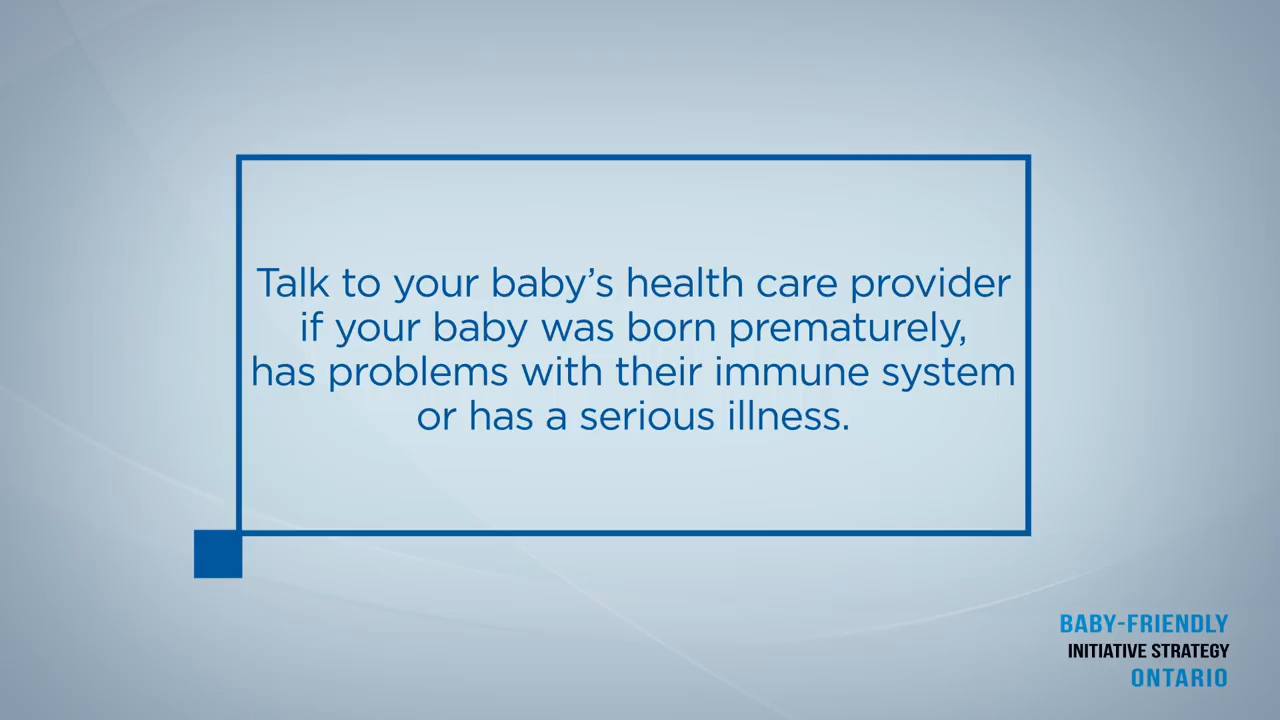 Talk to your baby’s health care provider
if your baby was born prematurely,
has problems with their immune system
or has a serious illness.
BABY-FRIENDLY
INITIATIVE STRATEGY
ONTARIO